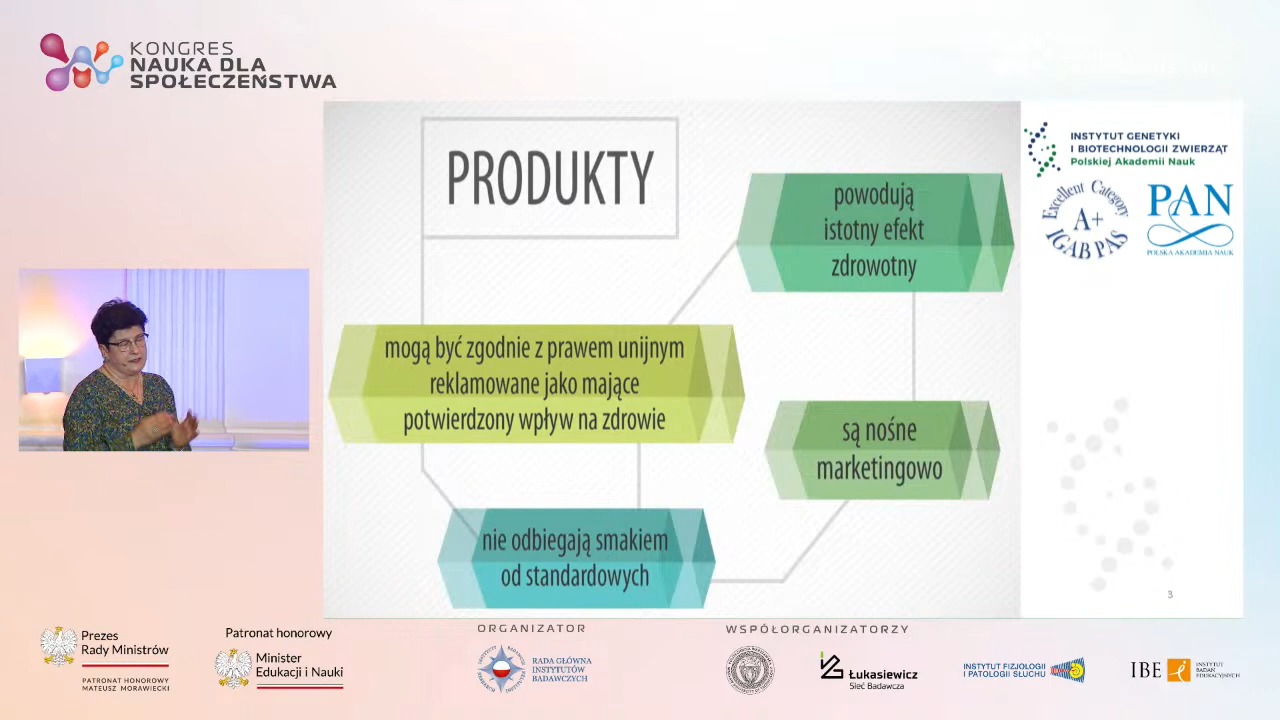 KONGRES
NAUKA DLA
SPOŁECZEŃSTWA
PRODUKTY
powodują
istotny efekt
zdrowotny
mogą być zgodnie z prawem unijnym
reklamowane jako mające
potwierdzony wpływ na zdrowie
są nośne
marketingowo
nie odbiegają smakiem
od standardowych
INSTYTUT GENETYKI
I BIOTECHNOLOGII ZWIERZĄT
Polskiej Akademii Nauk
Excellent Category
A+
IGAB PAS
PAN
POLSKA AKADEMIA NAUK
3
Prezes
Rady Ministrów
PATRONAT HONOROWY
MATEUSZ MORAWIECKI
Patronat honorowy
Minister
Edukacji i Nauki
ORGANIZATOR
RADA GŁÓWNA
INSTYTUTÓW
BADAWCZYCH
WSPÓŁORGANIZATORZY
Łukasiewicz
Sieć Badawcza
INSTYTUT FIZJOLOGII
I PATOLOGII SŁUCHU
IBE
INSTYTUT
BADAŃ
EDUKACYJNYCH